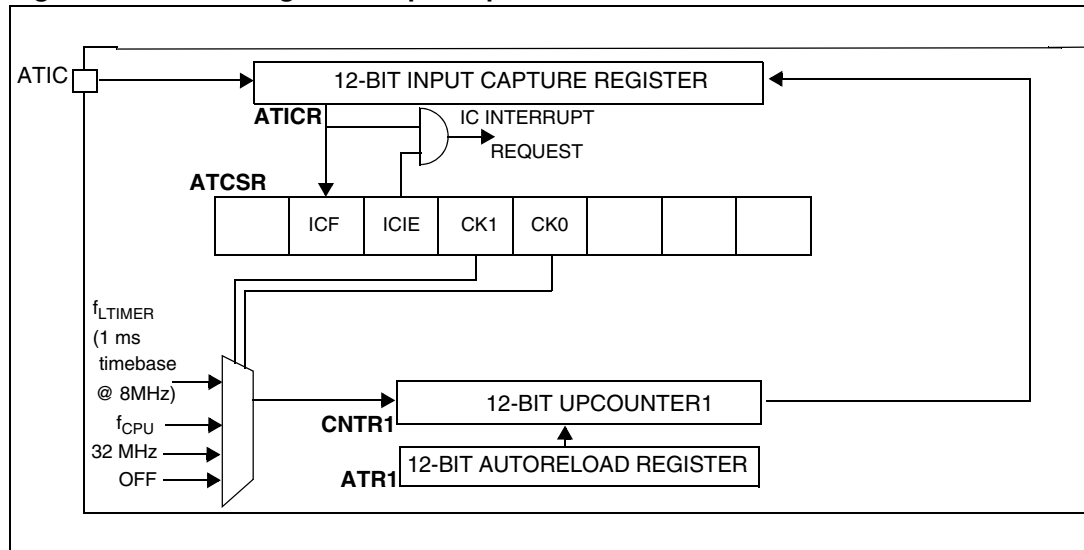 ATIC
12-BIT INPUT CAPTURE REGISTER
ATICR
IC INTERRUPT
REQUEST
ATCSR
ICF
ICIE
CK1
CK0
fLTIMER
(1 ms
timebase
@ 8MHz)
fCPU
32 MHz
OFF
12-BIT UPCOUNTER1
CNTR1
12-BIT AUTORELOAD REGISTER
ATR1